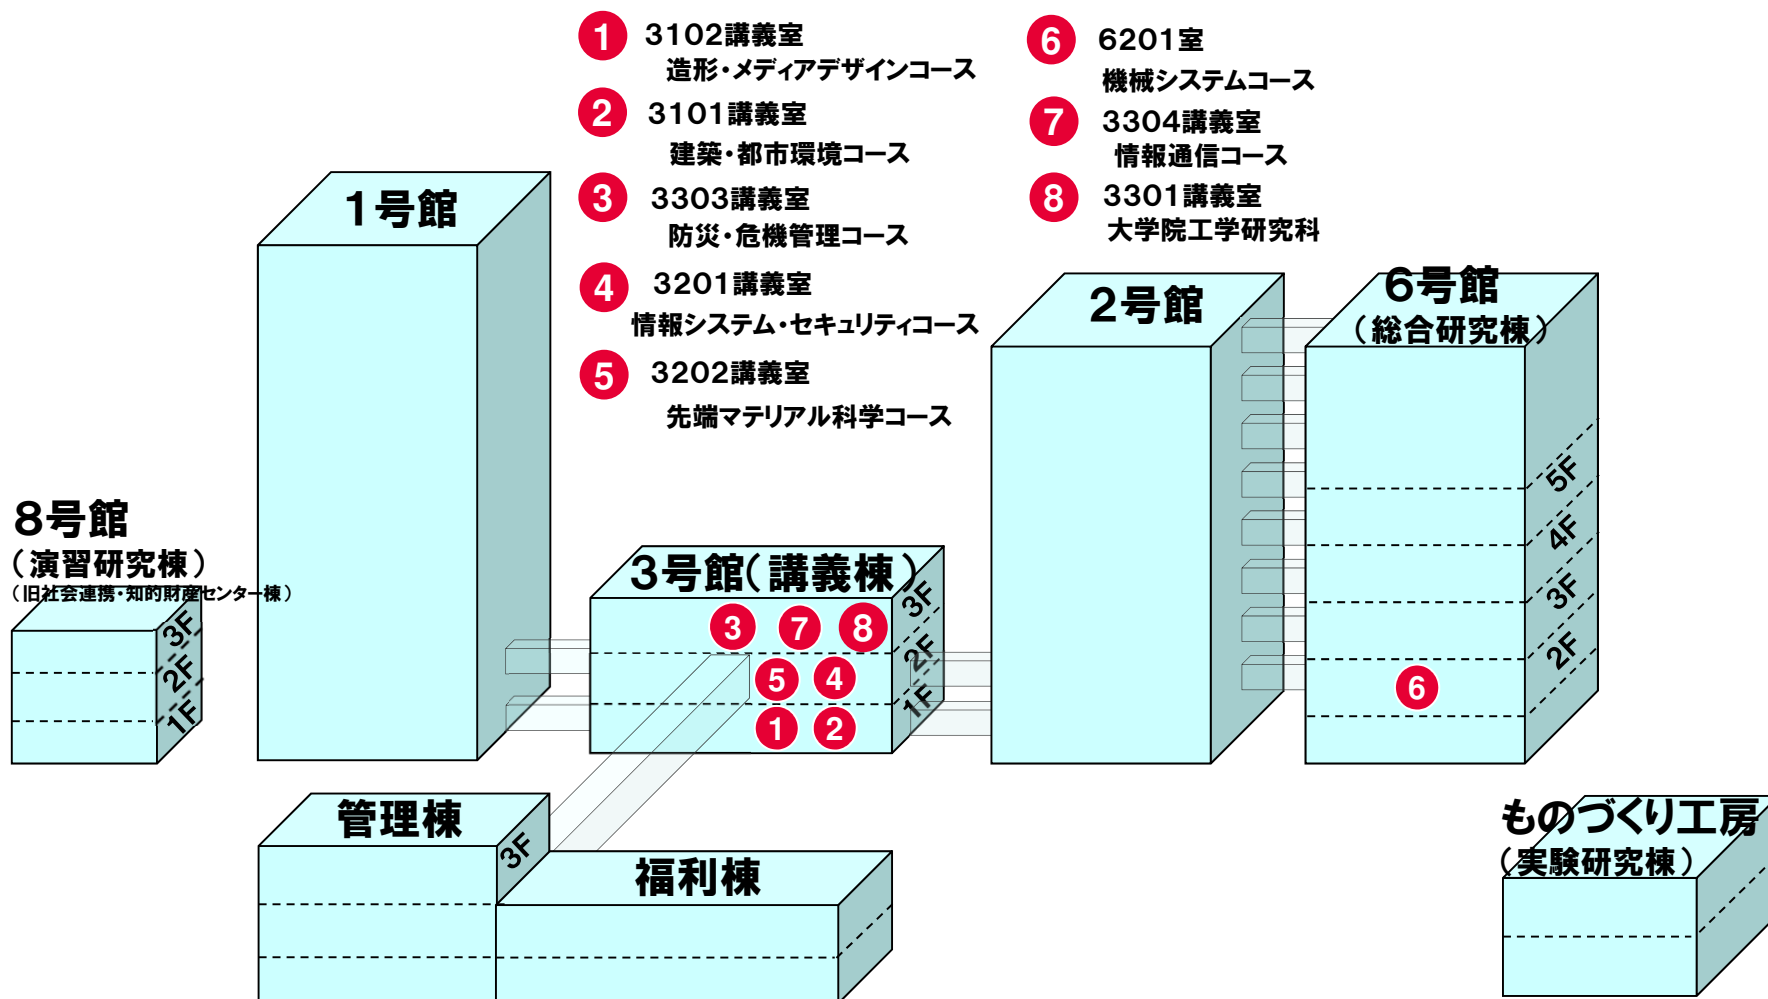 1 3102講義室
造形・メディアデザインコース
2 3101講義室
建築・都市環境コース
3 3303講義室
防災・危機管理コース
4 3201講義室
情報システム・セキュリティコース
5 3202講義室
先端マテリアル科学コース
6 6201室
機械システムコース
7 3304講義室
情報通信コース
8 3301講義室
大学院工学研究科
1号館
2号館
6号館
(総合研究棟)
5F
4F
3F
2F
6
8号館
(演習研究棟)
(旧社会連携・知的財産センター棟)
3F
2F
1F
3号館(講義棟)
3F
2F
1F
3 7 8
5 4
1 2
管理棟
3F
福利棟
ものづくり工房
(実験研究棟)